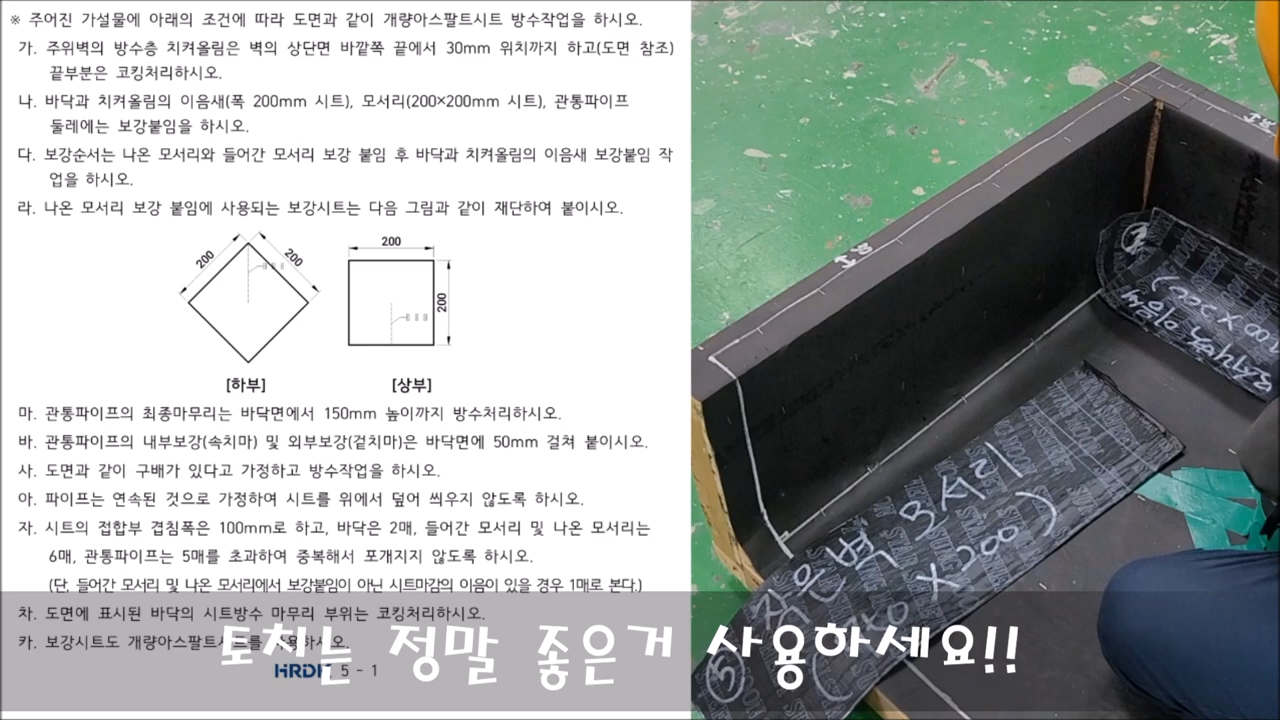 ※ 주어진 가설물에 아래의 조건에 따라 도면과 같이 개량아스팔트시트 방수작업을 하시오.
가. 주위벽의 방수층 치켜올림은 벽의 상단면 바깥쪽 끝에서 30mm 위치까지 하고(도면 참조)
끝부분은 코킹처리하시오.
나. 바닥과 치켜올림의 이음새(폭 200mm 시트), 모서리(200×200mm 시트), 관통파이프
둘레에는 보강붙임을 하시오.
다. 보강순서는 나온 모서리와 들어간 모서리 보강 붙임 후 바닥과 치켜올림의 이음새 보강붙임 작
업을 하시오.
라. 나온 모서리 보강 붙임에 사용되는 보강시트는 다음 그림과 같이 재단하여 붙이시오.
200
200
200
200
[하부]
[상부]
마. 관통파이프의 최종마무리는 바닥면에서 150mm 높이까지 방수처리하시오.
바. 관통파이프의 내부보강(속치마) 및 외부보강(겉치마)은 바닥면에 50mm 걸쳐 붙이시오.
사. 도면과 같이 구배가 있다고 가정하고 방수작업을 하시오.
아. 파이프는 연속된 것으로 가정하여 시트를 위에서 덮어 씌우지 않도록 하시오.
자. 시트의 접합부 겹침폭은 100mm로 하고, 바닥은 2매, 들어간 모서리 및 나온 모서리는
6매, 관통파이프는 5매를 초과하여 중복해서 포개지지 않도록 하시오.
(단, 들어간 모서리 및 나온 모서리에서 보강붙임이 아닌 시트마감의 이음이 있을 경우 1매로 본다.)
차. 도면에 표시된 바닥의 시트방수 마무리 부위는 코킹처리하시오.
카. 보강시트도 개량아스팔트시트를 사용하시오.
HRDK 5 - 1
토치는 정말 좋은거 사용하세요!!
30
작은벽 모서리
⑤